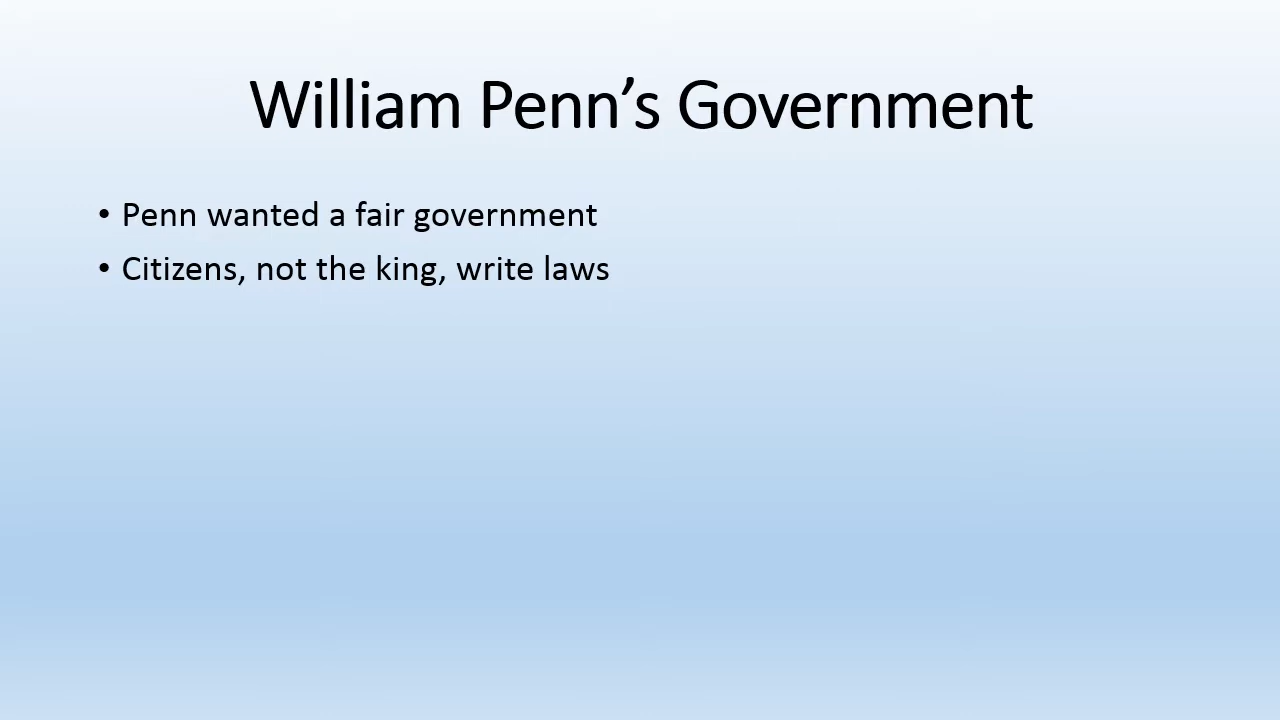 William Penn’s Government
• Penn wanted a fair government
• Citizens, not the king, write laws